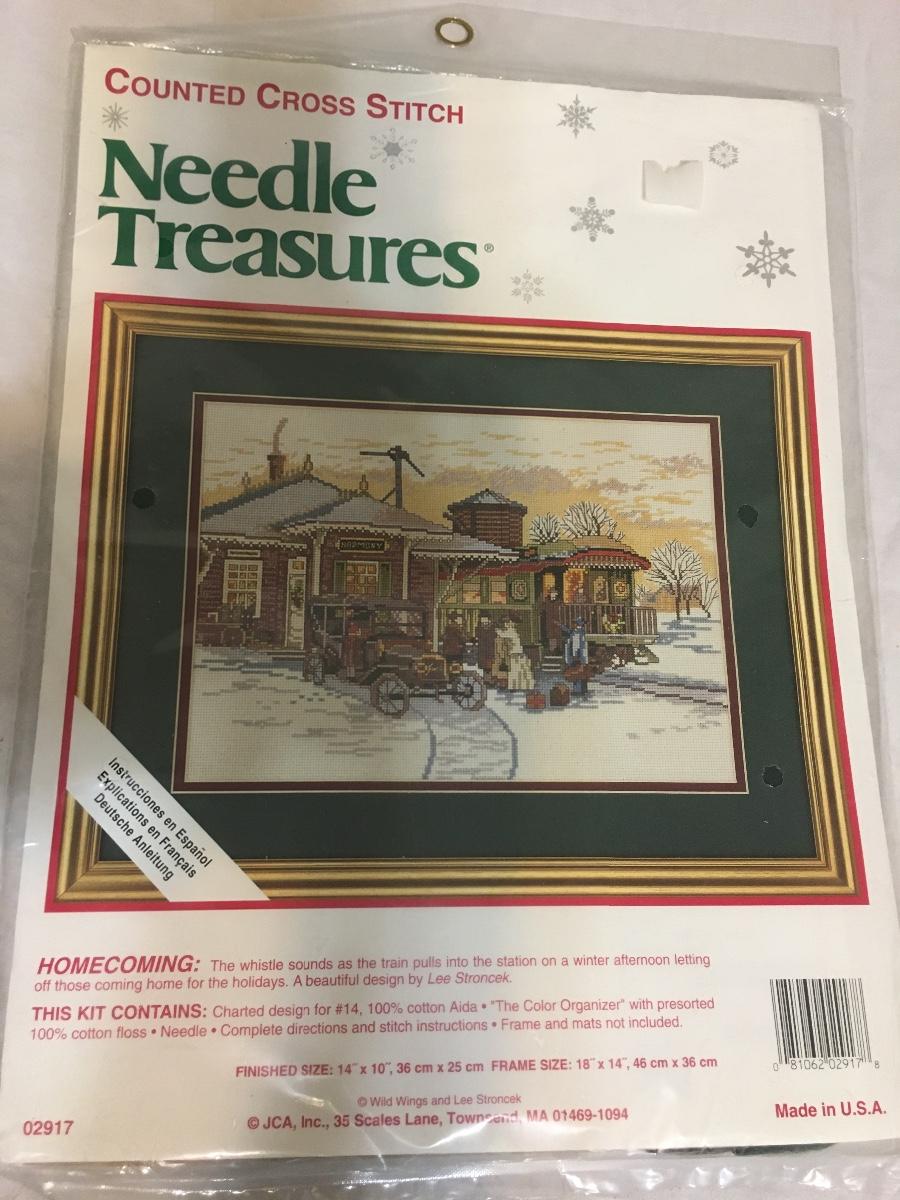 COUNTED CROSS STITCH
Needle
Treasures®
HARMONY
Instrucciones en Español
Explications en Français
Deutsche Anleitung
HOMECOMING: The whistle sounds as the train pulls into the station on a winter afternoon letting
off those coming home for the holidays. A beautiful design by Lee Stroncek.
THIS KIT CONTAINS: Charted design for #14, 100% cotton Aida • "The Color Organizer" with presorted
100% cotton floss • Needle • Complete directions and stitch instructions • Frame and mats not included.
FINISHED SIZE: 14" x 10", 36 cm x 25 cm FRAME SIZE: 18" x 14", 46 cm x 36 cm
© Wild Wings and Lee Stroncek
© JCA, Inc., 35 Scales Lane, Townsend, MA 01469-1094
0 81062 02917 8
02917
Made in U.S.A.